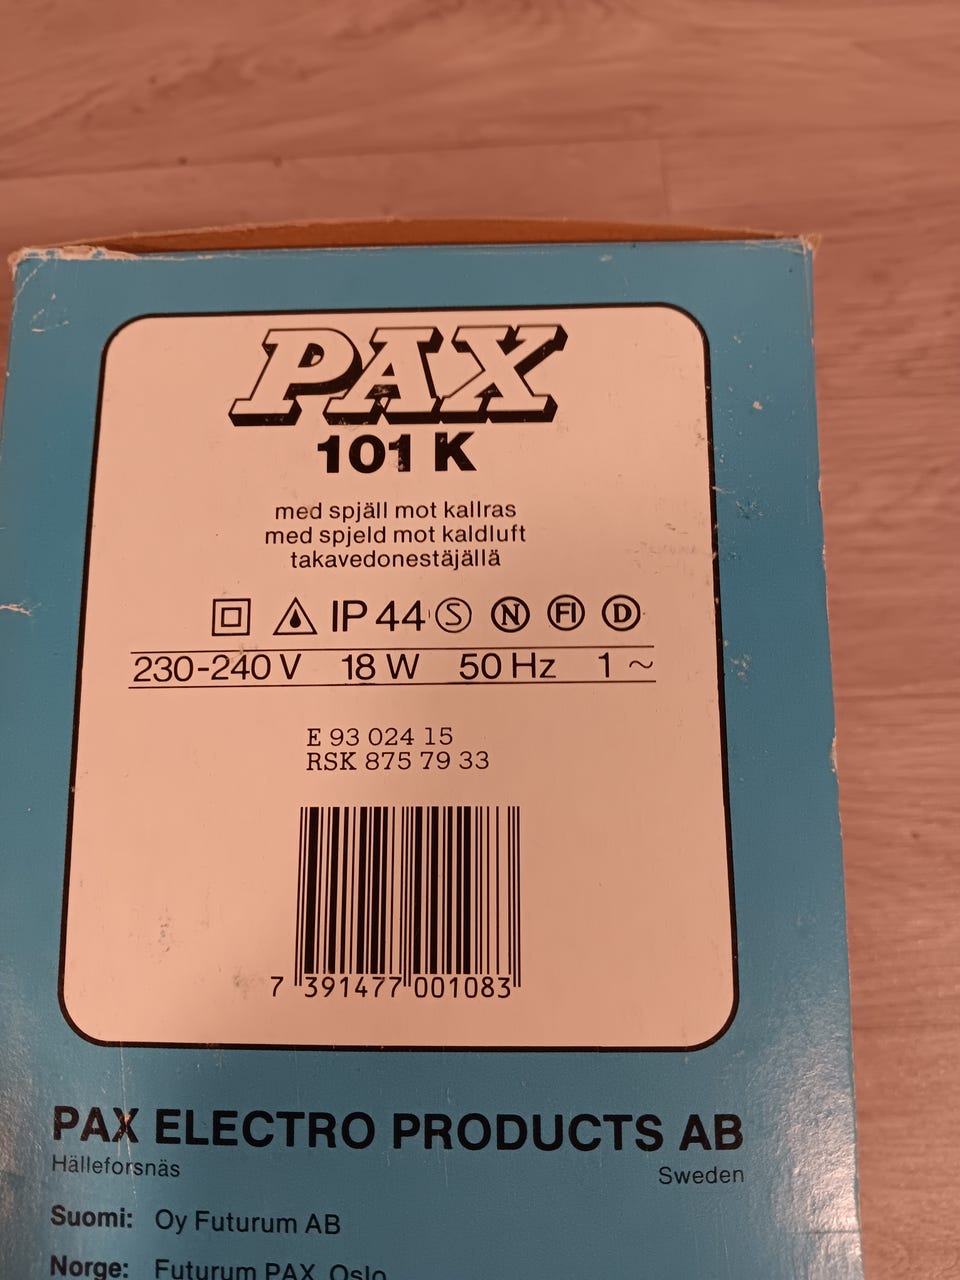 PAX
101 K
med spjäll mot kallras
med spjeld mot kaldluft
takavedonestäjällä
IP 44 S N FI D
230-240 V 18 W 50 Hz 1 ~
E 93 024 15
RSK 875 79 33
7 391477 001083
PAX ELECTRO PRODUCTS AB
Hälleforsnäs Sweden
Suomi: Oy Futurum AB
Norge: Futurum PAX, Oslo